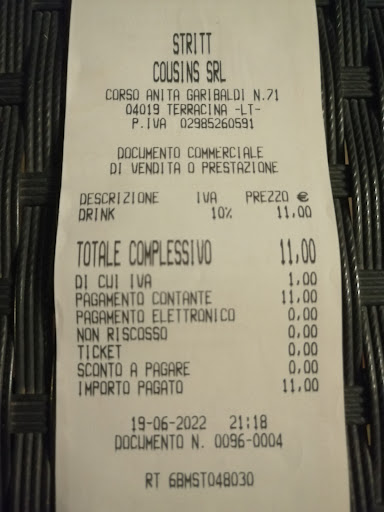 STRITT
COUSINS SRL
CORSO ANITA GARIBALDI N.71
04019 TERRACINA -LT-
P.IVA 02985260591
DOCUMENTO COMMERCIALE
DI VENDITA O PRESTAZIONE
DESCRIZIONE IVA PREZZO €
DRINK 10% 11,00
TOTALE COMPLESSIVO 11,00
DI CUI IVA 1,00
PAGAMENTO CONTANTE 11,00
PAGAMENTO ELETTRONICO 0,00
NON RISCOSSO 0,00
TICKET 0,00
SCONTO A PAGARE 0,00
IMPORTO PAGATO 11,00
19-06-2022 21:18
DOCUMENTO N. 0096-0004
RT 6BMST048030